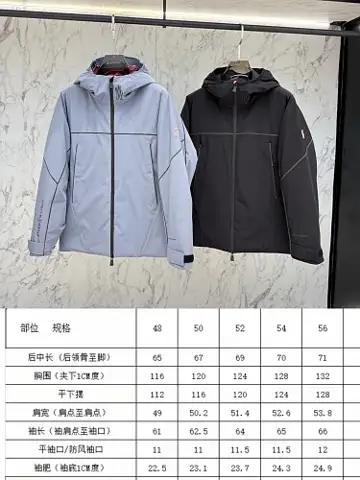 部位 规格 48 50 52 54 56
后中长（后领骨至脚） 65 67 69 70 71
胸围（夹下1CM度） 116 120 124 128 132
平下摆 112 116 120 124 128
肩宽（肩点至肩点） 49 50.2 51.4 52.6 53.8
袖长（袖肩点至袖口） 61 62.5 64 65 66
平袖口/防风袖口 11 11 11.5 11.5 12
袖肥（袖底1CM度） 22.5 23.1 23.7 24.3 24.9